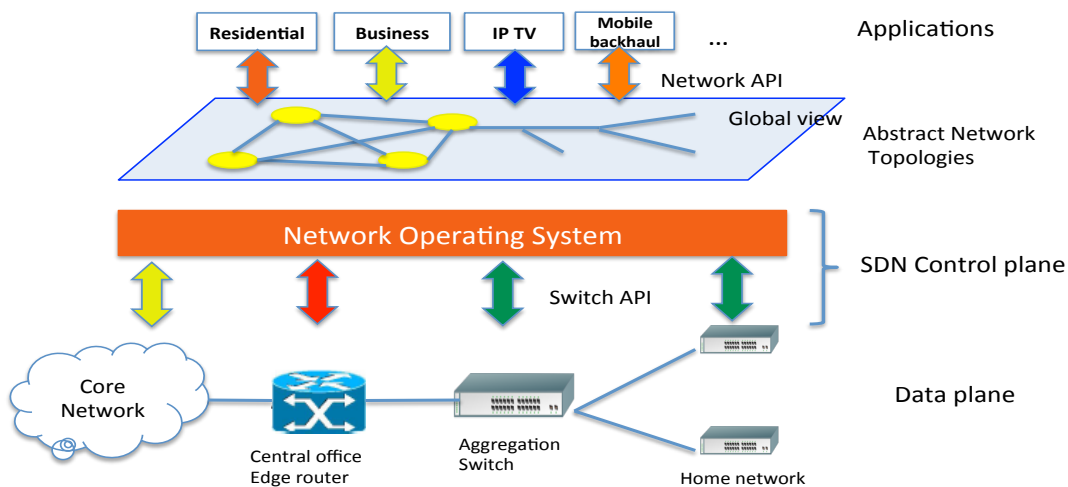 Residential
Business
IP TV
Mobile
backhaul
...
Applications
Network API
Global view
Abstract Network
Topologies
Network Operating System
SDN Control plane
Switch API
Core
Network
Data plane
Central office
Edge router
Aggregation
Switch
Home network